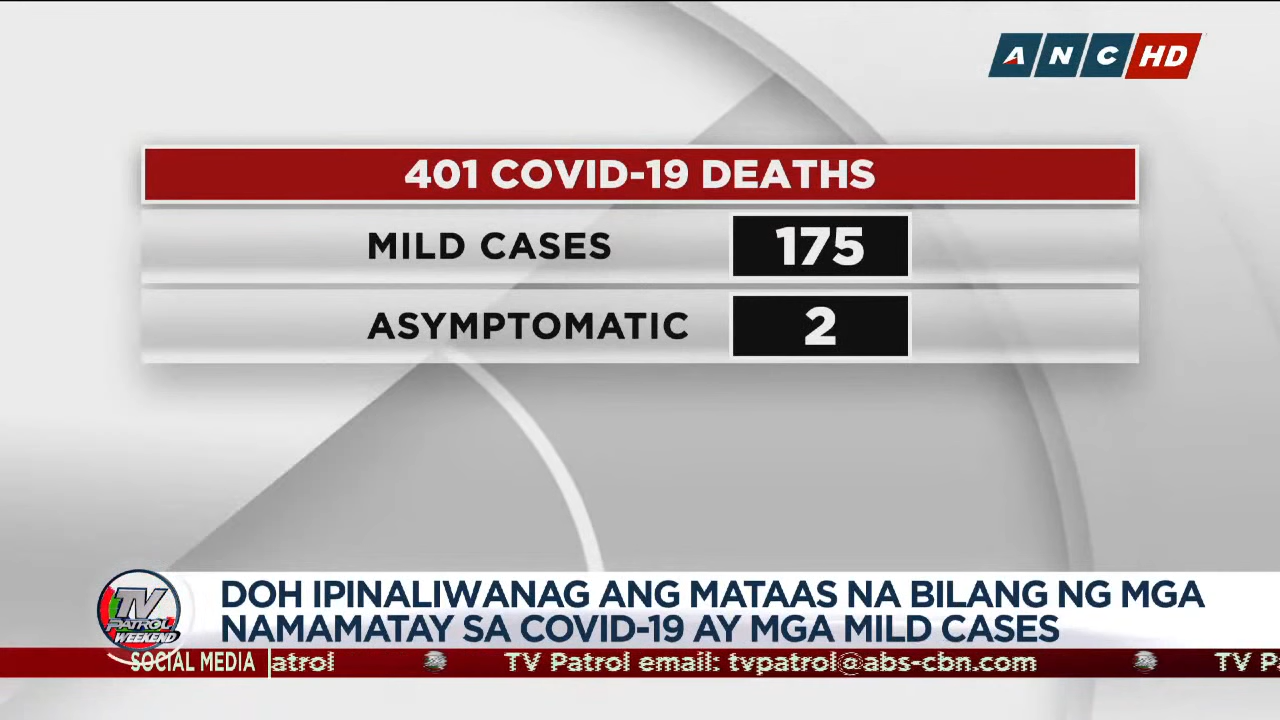 ANC HD
401 COVID-19 DEATHS
MILD CASES 175
ASYMPTOMATIC 2
DOH IPINALIWANAG ANG MATAAS NA BILANG NG MGA
NAMAMATAY SA COVID-19 AY MGA MILD CASES
TV
PATROL
WEEKEND
SOCIAL MEDIA atrol TV Patrol email: tvpatrol@abs-cbn.com TV P